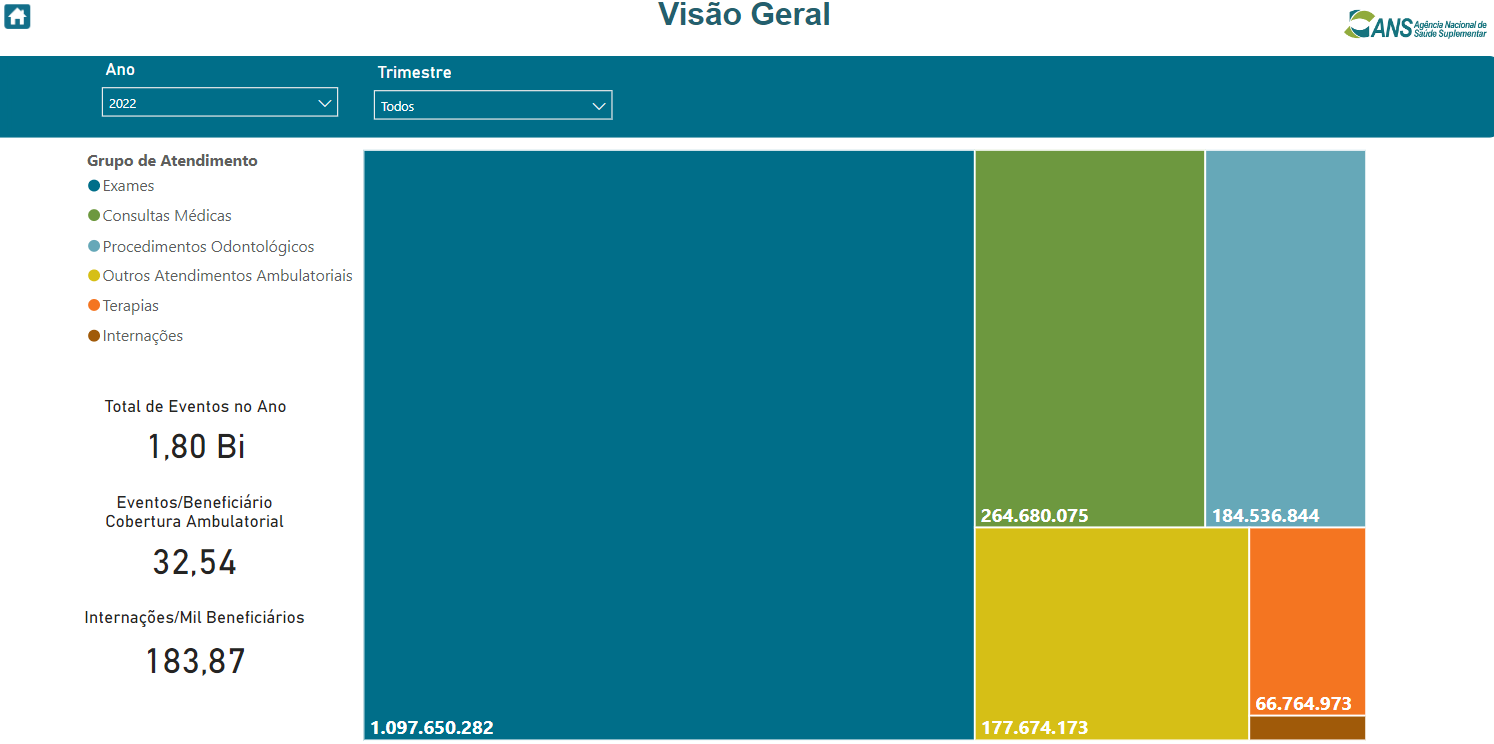 Visão Geral
ANS Agência Nacional de
Saúde Suplementar
Ano
2022
Trimestre
Todos
Grupo de Atendimento
Exames
Consultas Médicas
Procedimentos Odontológicos
Outros Atendimentos Ambulatoriais
Terapias
Internações
Total de Eventos no Ano
1,80 Bi
Eventos/Beneficiário
Cobertura Ambulatorial
32,54
Internações/Mil Beneficiários
183,87
1.097.650.282
264.680.075
184.536.844
177.674.173
66.764.973